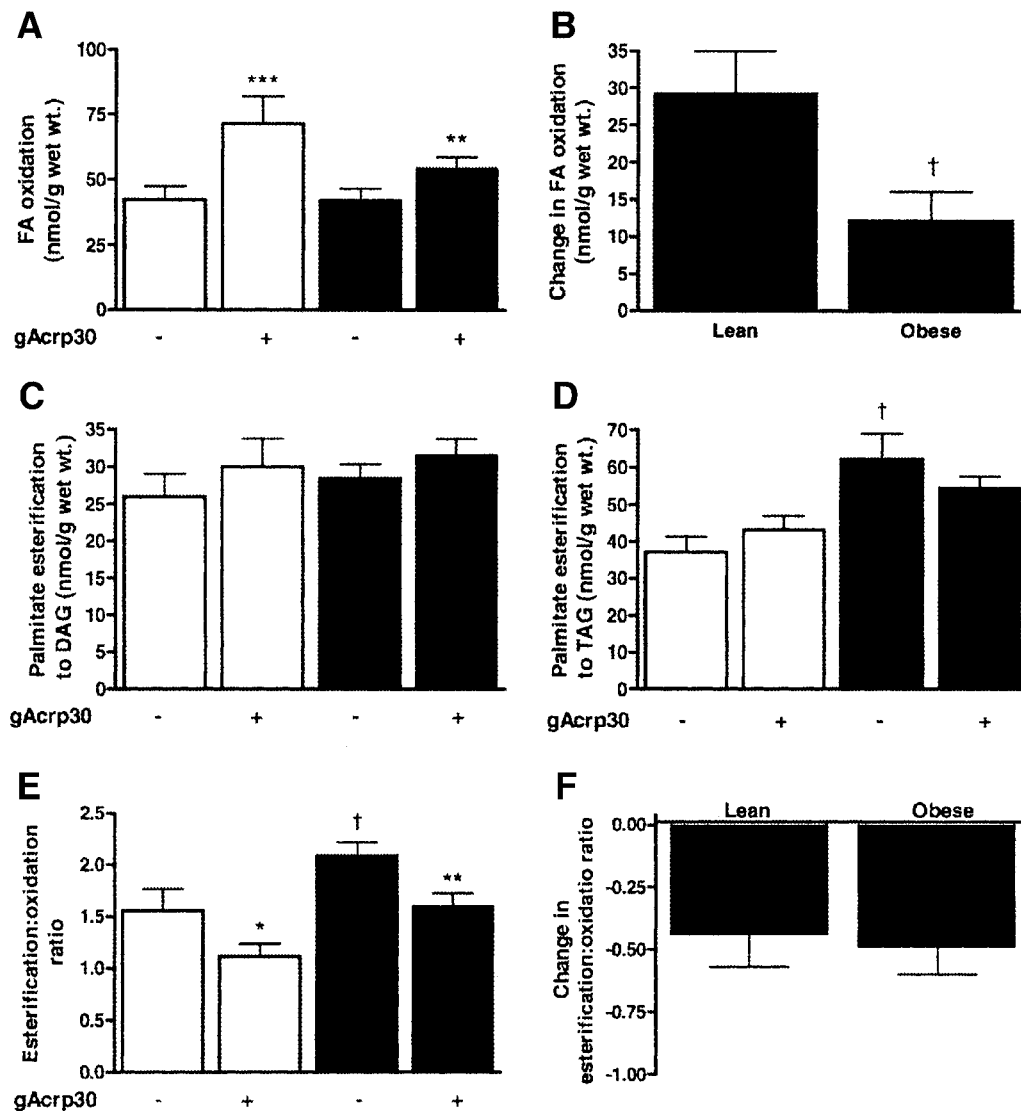 A
FA oxidation
(nmol/g wet wt.)
100
75
50
25
0
***
**
gAcrp30 - + - +
B
Change in FA oxidation
(nmol/g wet wt.)
35
30
25
20
15
10
5
0
†
Lean Obese
C
Palmitate esterification
to DAG (nmol/g wet wt.)
35
30
25
20
15
10
5
0
gAcrp30 - + - +
D
Palmitate esterification
to TAG (nmol/g wet wt.)
70
60
50
40
30
20
10
0
†
gAcrp30 - + - +
E
Esterification:oxidation
ratio
2.5
2.0
1.5
1.0
0.5
0.0
*
†
**
gAcrp30 - + - +
F
Change in
esterification:oxidatio ratio
Lean Obese
0.00
-0.25
-0.50
-0.75
-1.00